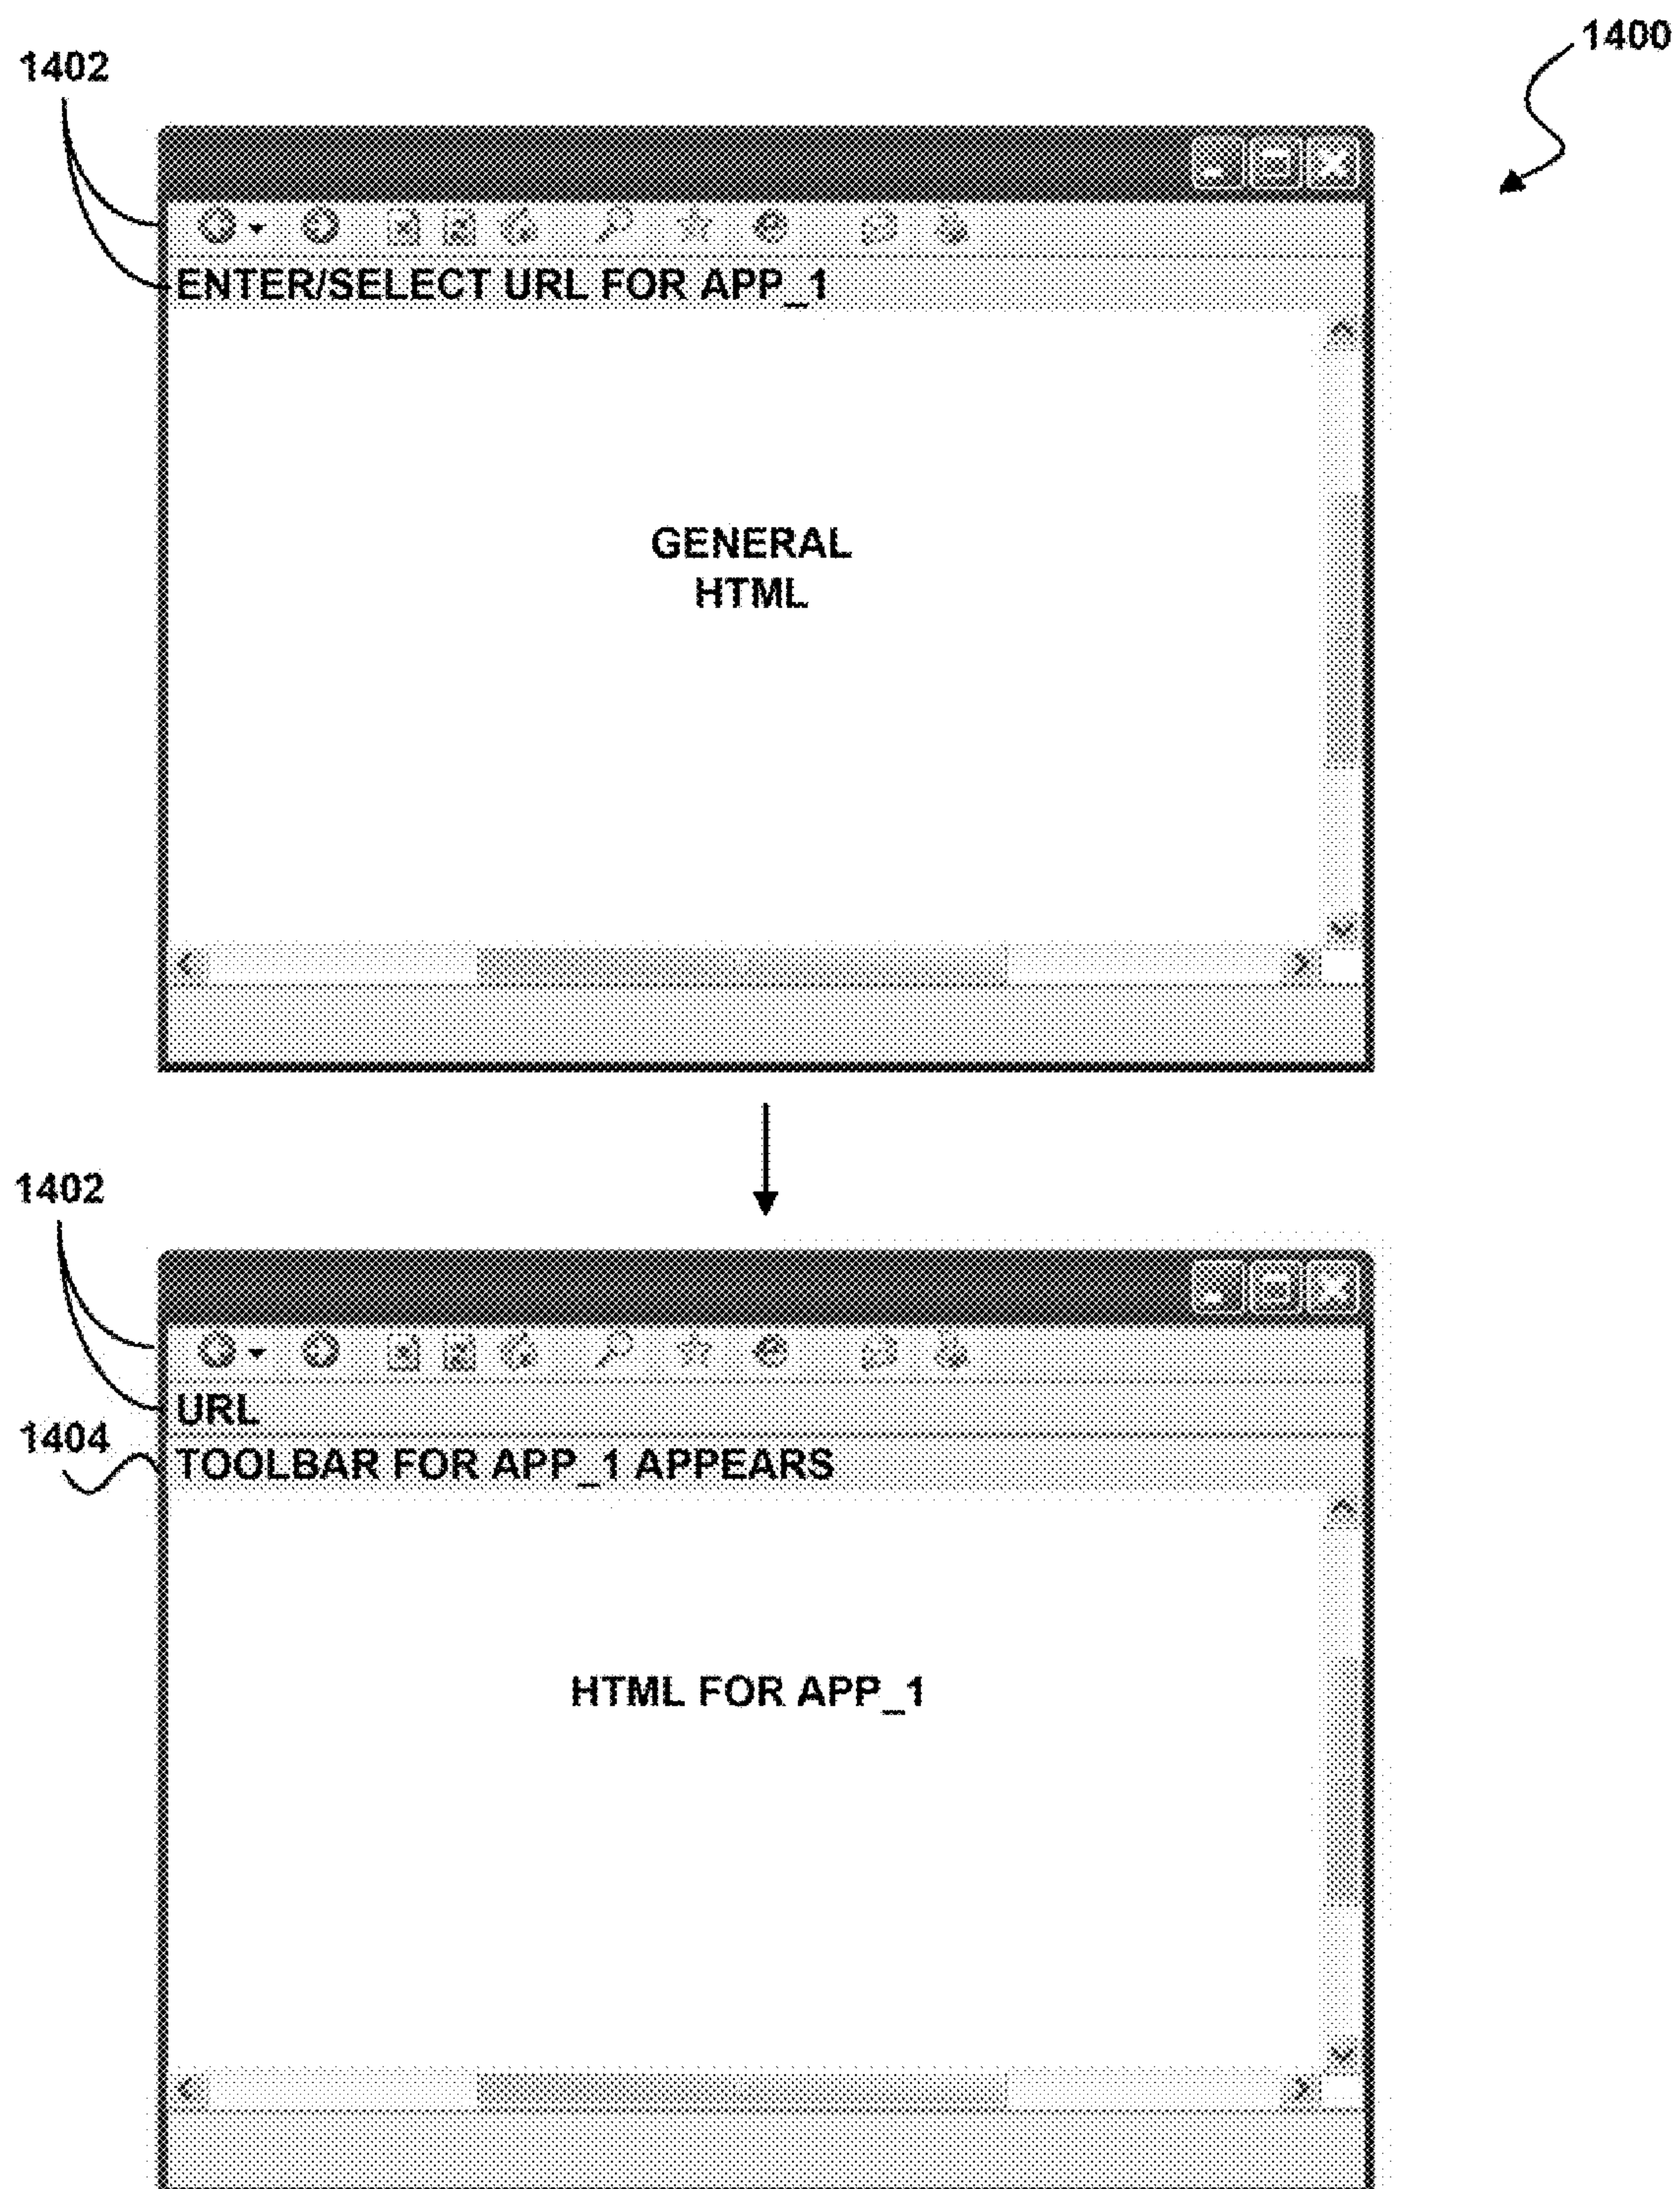 1400
1402
ENTER/SELECT URL FOR APP_1
GENERAL
HTML
1402
URL
1404
TOOLBAR FOR APP_1 APPEARS
HTML FOR APP_1